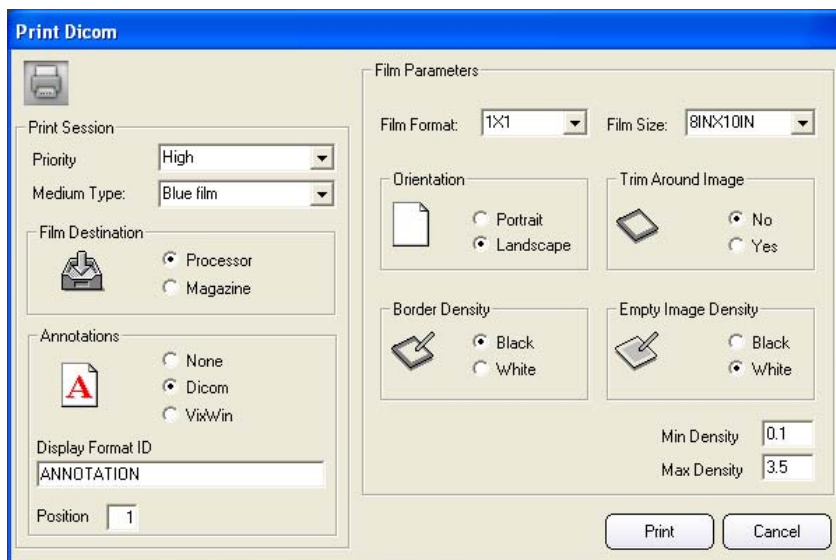 Print Dicom
Print Session
Priority High
Medium Type: Blue film
Film Destination
Processor
Magazine
Annotations
None
A
Dicom
VixWin
Display Format ID
ANNOTATION
Position 1
Film Parameters
Film Format: 1X1 Film Size: 8INX10IN
Orientation
Portrait
Landscape
Trim Around Image
No
Yes
Border Density
Black
White
Empty Image Density
Black
White
Min Density 0.1
Max Density 3.5
Print Cancel